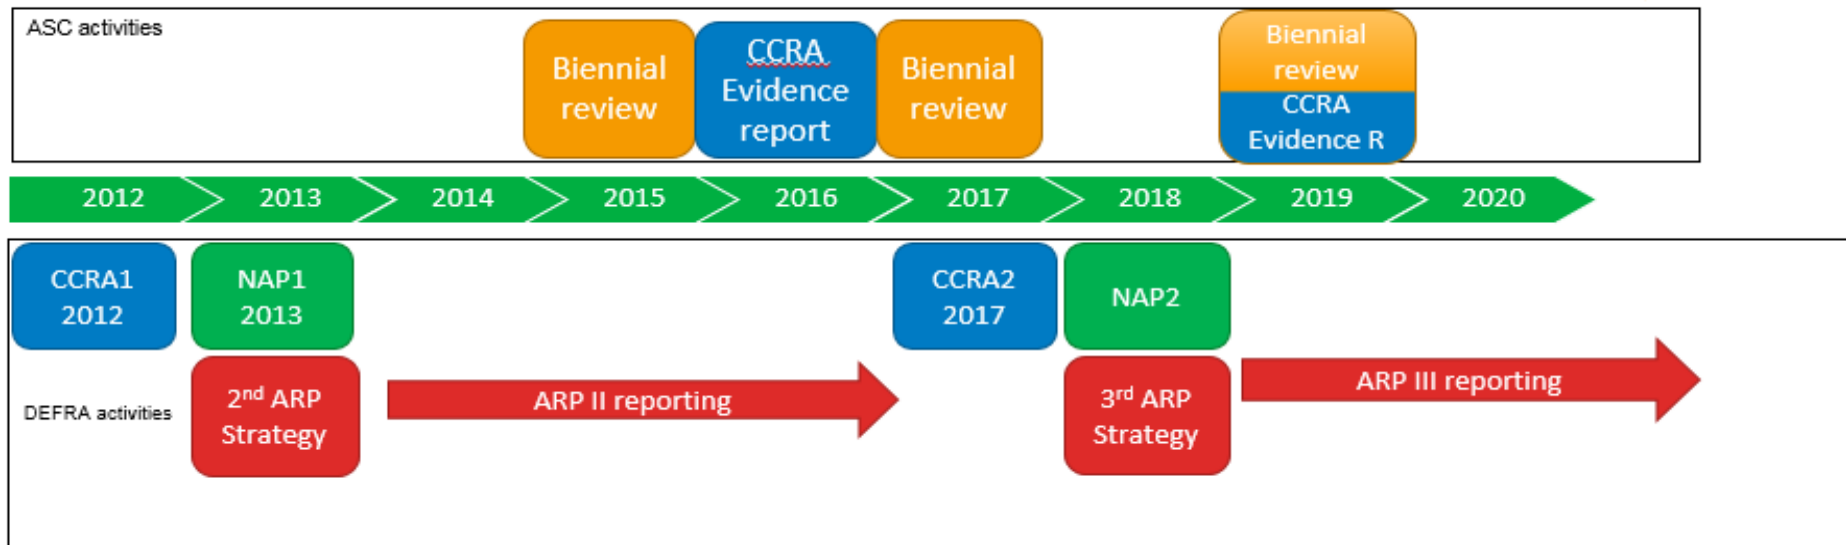 ASC activities
Biennial
review
CCRA
Evidence
report
Biennial
review
Biennial
review
CCRA
Evidence R
2012
2013
2014
2015
2016
2017
2018
2019
2020
CCRA1
2012
NAP1
2013
CCRA2
2017
NAP2
DEFRA activities
2nd ARP
Strategy
ARP II reporting
3rd ARP
Strategy
ARP III reporting